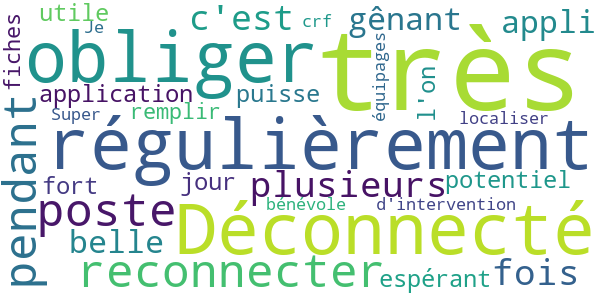 utile
Je
c'est
crf
gênant
appli
fiches
obliger
très
équipages
l'on
application
puisse
Super
remplir
localiser
pendant
régulièrement
fort
jour
plusieurs
potentiel
poste
bénévole
d'intervention
Déconnecté
belle
reconnecter
espérant
fois